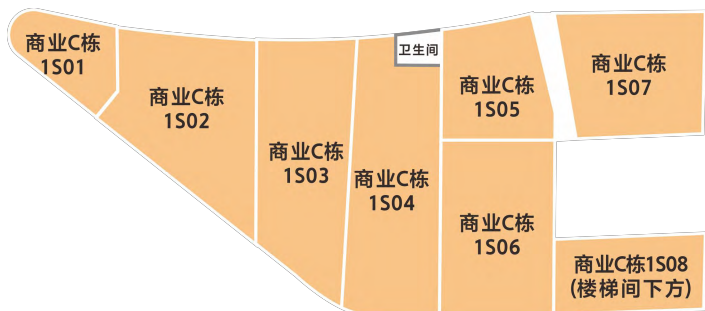 商业C栋
1S01
商业C栋
1S02
商业C栋
1S03
商业C栋
1S04
卫生间
商业C栋
1S05
商业C栋
1S06
商业C栋
1S07
商业C栋1S08
(楼梯间下方)